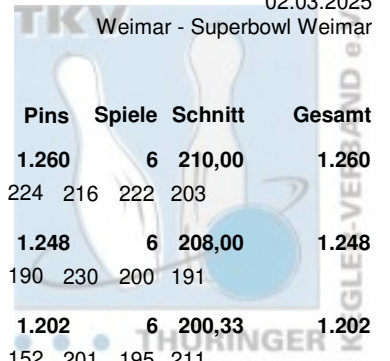 02.03.2025
TKV
Weimar - Superbowl Weimar
Pins Spiele Schnitt Gesamt
1.260 6 210,00 1.260
224 216 222 203
1.248 6 208,00 1.248
190 230 200 191
1.202 6 200,33 1.202
152 201 195 211
THÜRINGER
KEGLER-VERBAND e.V.